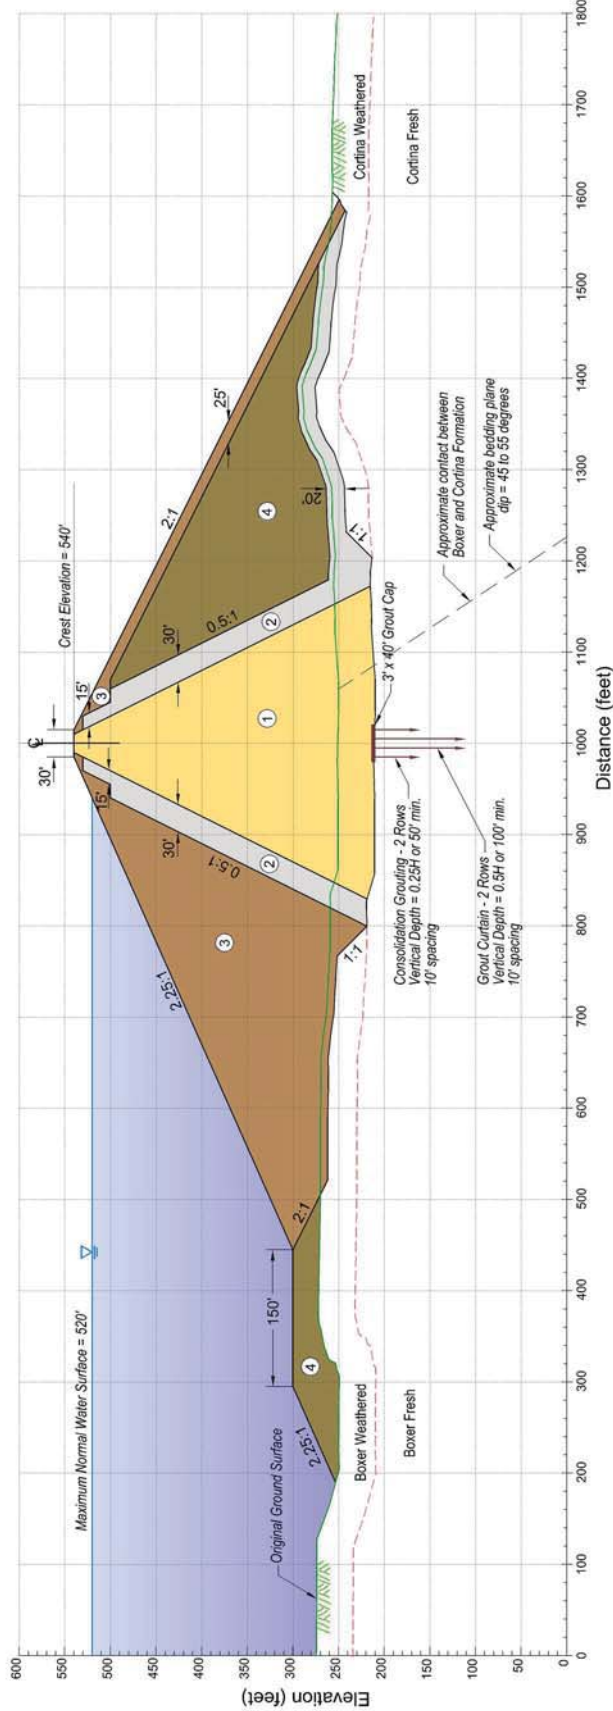 Elevation (feet)
600
550
500
450
400
350
300
250
200
150
100
50
0
Maximum Normal Water Surface = 520'
Original Ground Surface
2.25:1
4
150'
2:1
Boxer Weathered
Boxer Fresh
2.25:1
3
1:1
0.5:1
2
30'
15'
30'
℄
Crest Elevation = 540'
15'
3
1
30'
2
0.5:1
2:1
4
25'
20'
1:1
Consolidation Grouting - 2 Rows
Vertical Depth = 0.25H or 50' min.
10' spacing
Grout Curtain - 2 Rows
Vertical Depth = 0.5H or 100' min.
10' spacing
3' x 40' Grout Cap
Approximate contact between
Boxer and Cortina Formation
Approximate bedding plane
dip = 45 to 55 degrees
Cortina Weathered
Cortina Fresh
0
100
200
300
400
500
600
700
800
900
1000
1100
1200
1300
1400
1500
1600
1700
1800
Distance (feet)